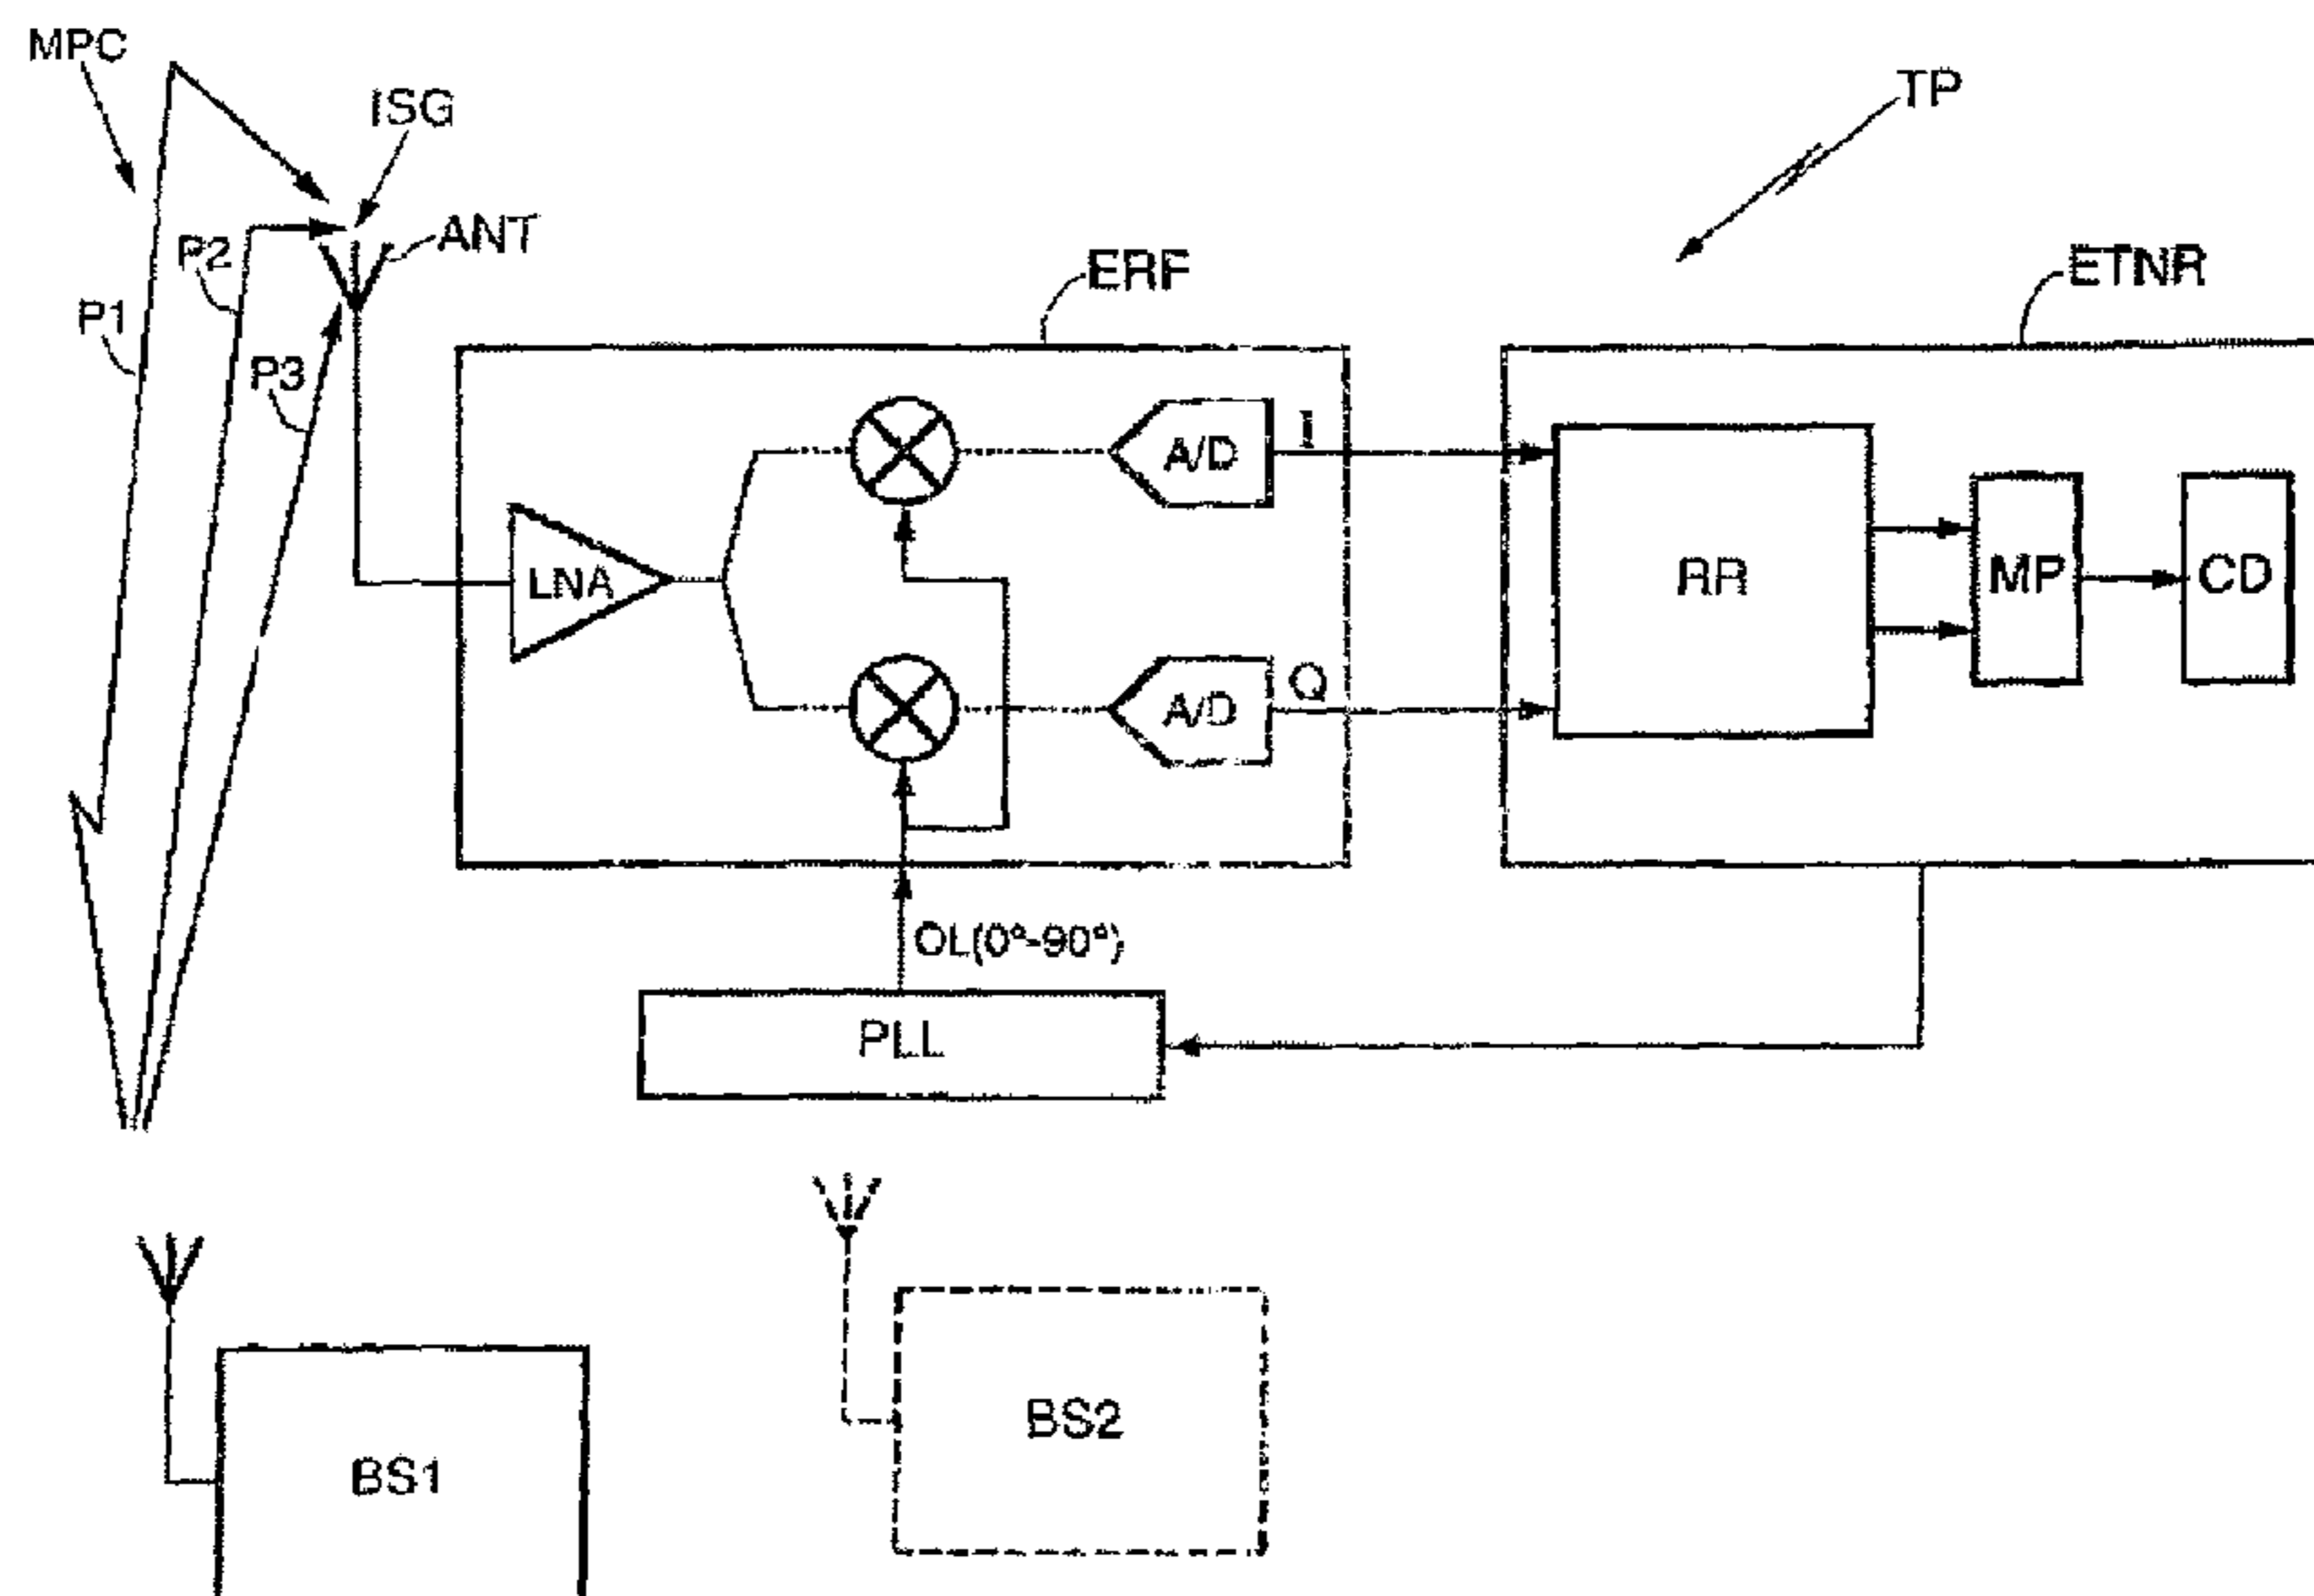 MPC
ISG
TP
ANT
P2
ERF
ETNR
P1
P3
A/D
I
LNA
RR
MP
CD
A/D
Q
OL(0°-90°)
PLL
BS2
BS1